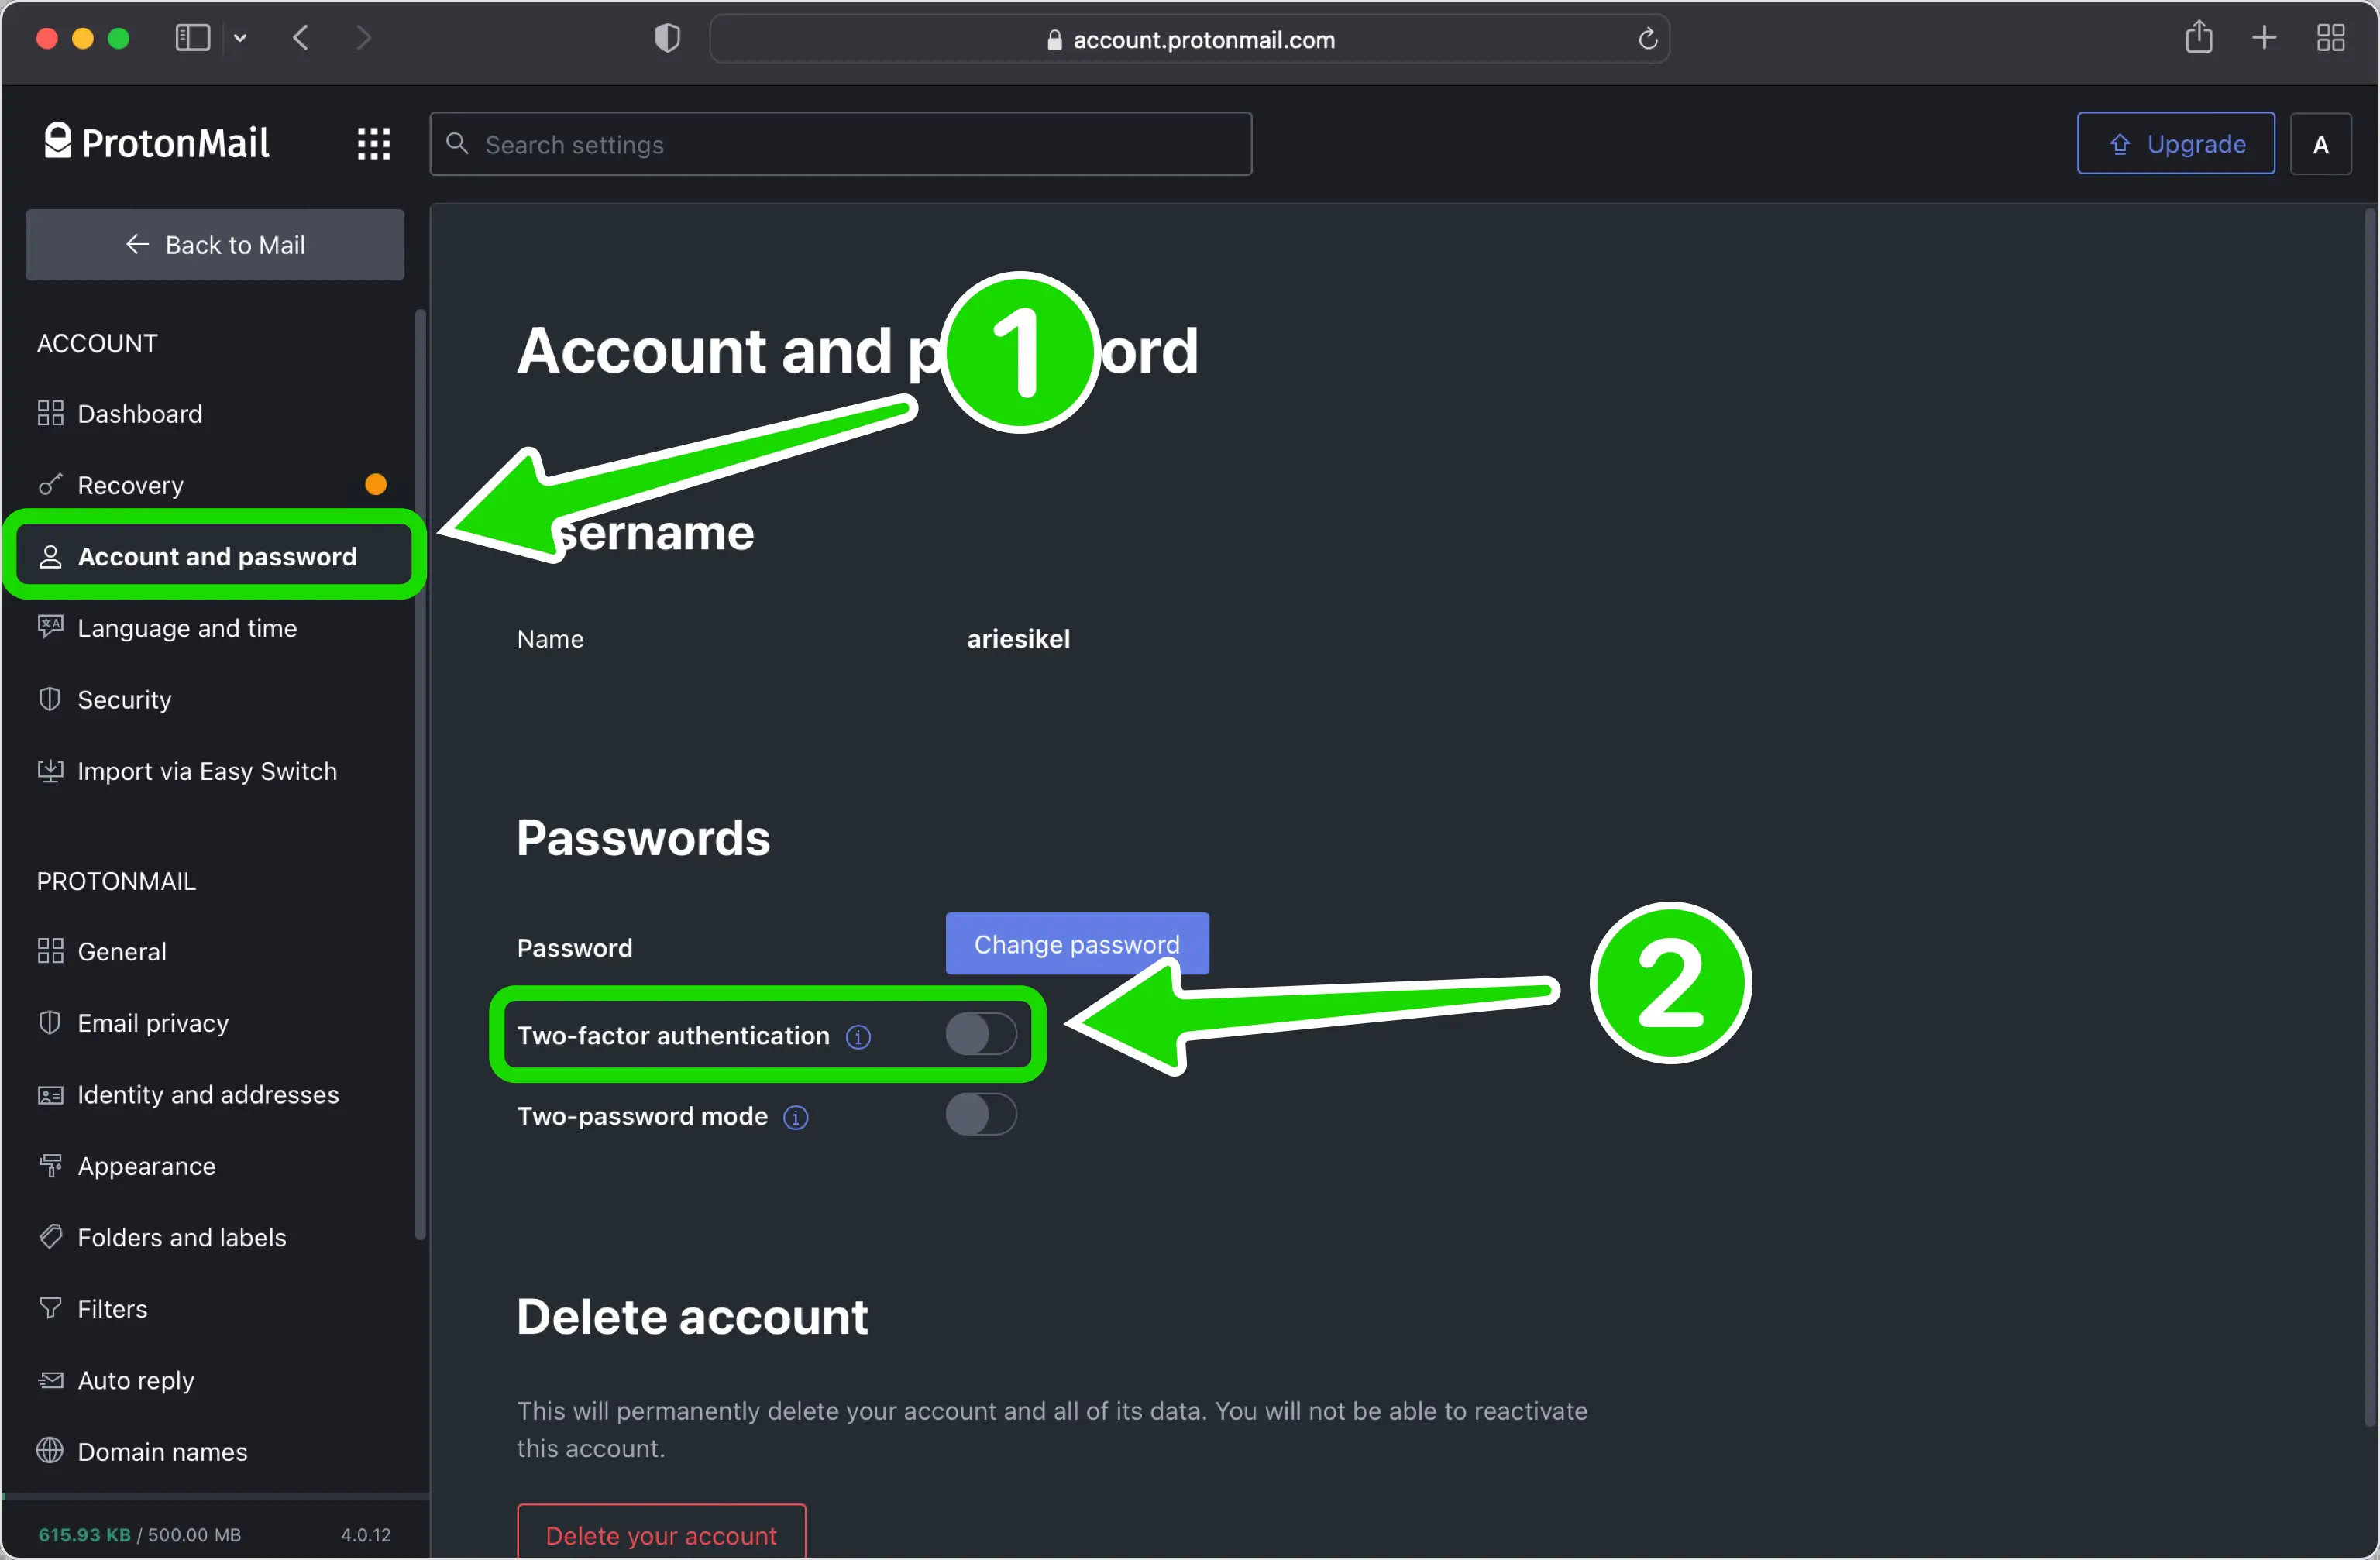 account.protonmail.com
ProtonMail
Search settings
Upgrade
A
Back to Mail
ACCOUNT
Dashboard
Recovery
Account and password
Language and time
Security
Import via Easy Switch
PROTONMAIL
General
Email privacy
Identity and addresses
Appearance
Folders and labels
Filters
Auto reply
Domain names
615.93 KB / 500.00 MB
4.0.12
Account and p ord
1
sername
Name
ariesikel
Passwords
Password
Change password
Two-factor authentication
2
Two-password mode
Delete account
This will permanently delete your account and all of its data. You will not be able to reactivate
this account.
Delete your account